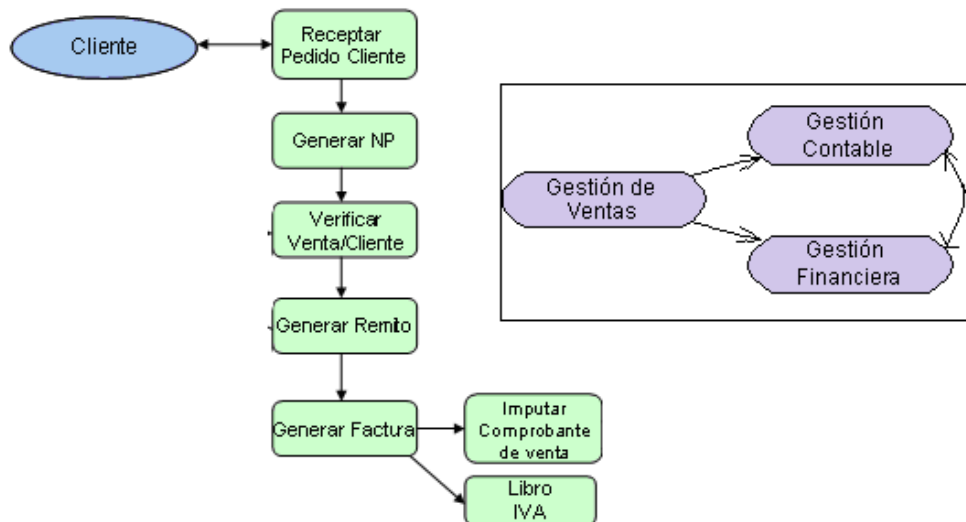 Cliente
Receptar
Pedido Cliente
Generar NP
Verificar
Venta/Cliente
Generar Remito
Generar Factura
Imputar
Comprobante
de venta
Libro
IVA
Gestión de
Ventas
Gestión
Contable
Gestión
Financiera